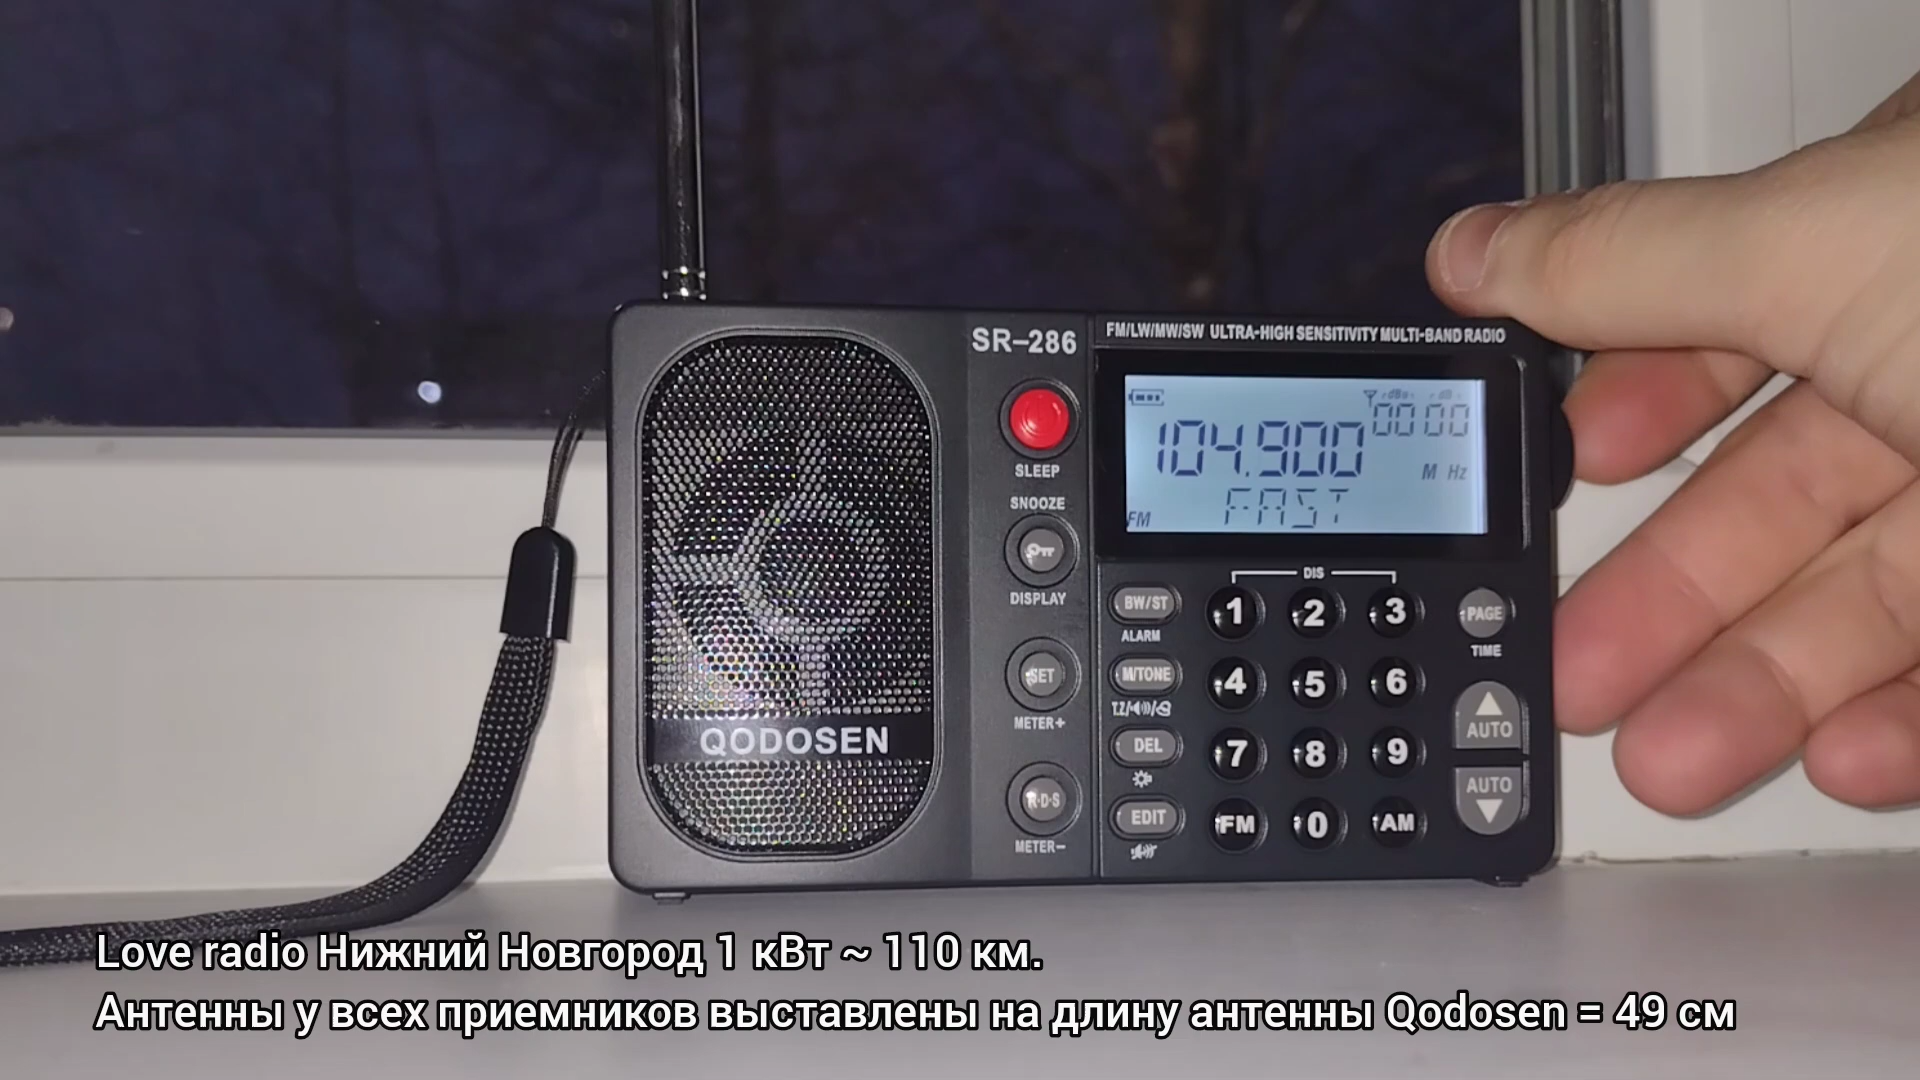 SR-286
FM/LW/MW/SW ULTRA-HIGH SENSITIVITY MULTI-BAND RADIO
00 00
104.900
M Hz
FAST
FM
SLEEP
SNOOZE
DISPLAY
SET
METER+
R·D·S
METER-
QODOSEN
DIS
BW/ST
1
2
3
PAGE
ALARM
TIME
M/TONE
4
5
6
AUTO
DEL
7
8
9
AUTO
EDIT
FM
0
AM
Love radio Нижний Новгород 1 кВт ~ 110 км.
Антенны у всех приемников выставлены на длину антенны Qodosen = 49 см